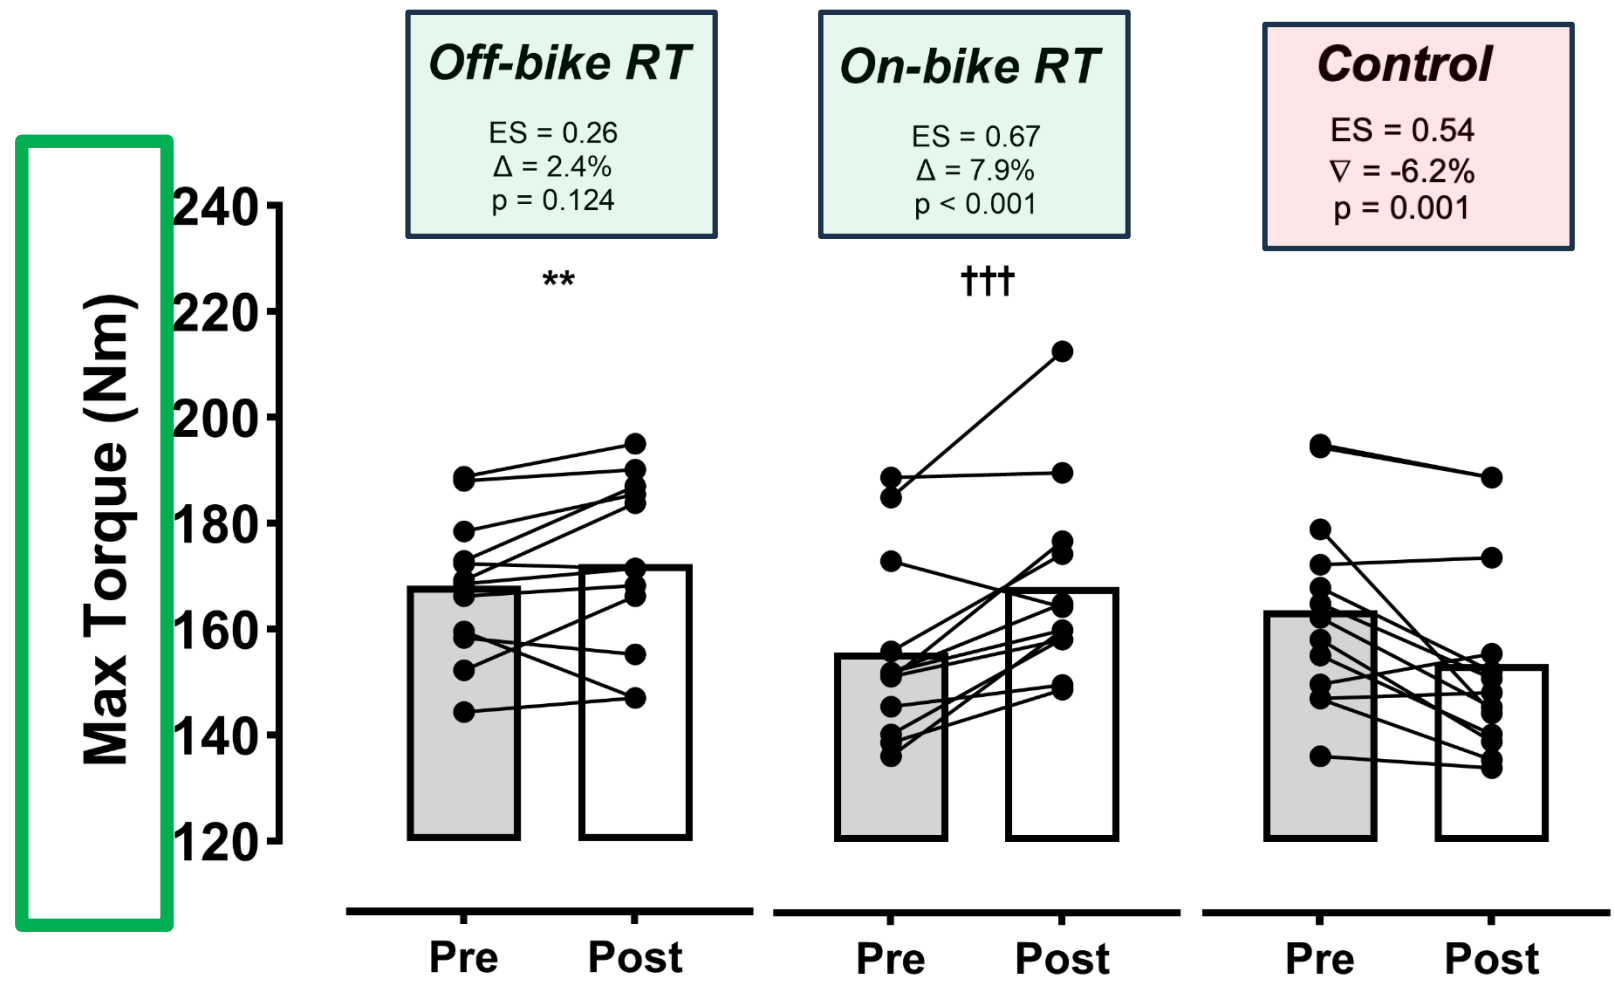 Off-bike RT
ES = 0.26
Δ = 2.4%
p = 0.124
**
On-bike RT
ES = 0.67
Δ = 7.9%
p < 0.001
†††
Control
ES = 0.54
∇ = -6.2%
p = 0.001
Max Torque (Nm)
240
220
200
180
160
140
120
Pre Post
Pre Post
Pre Post